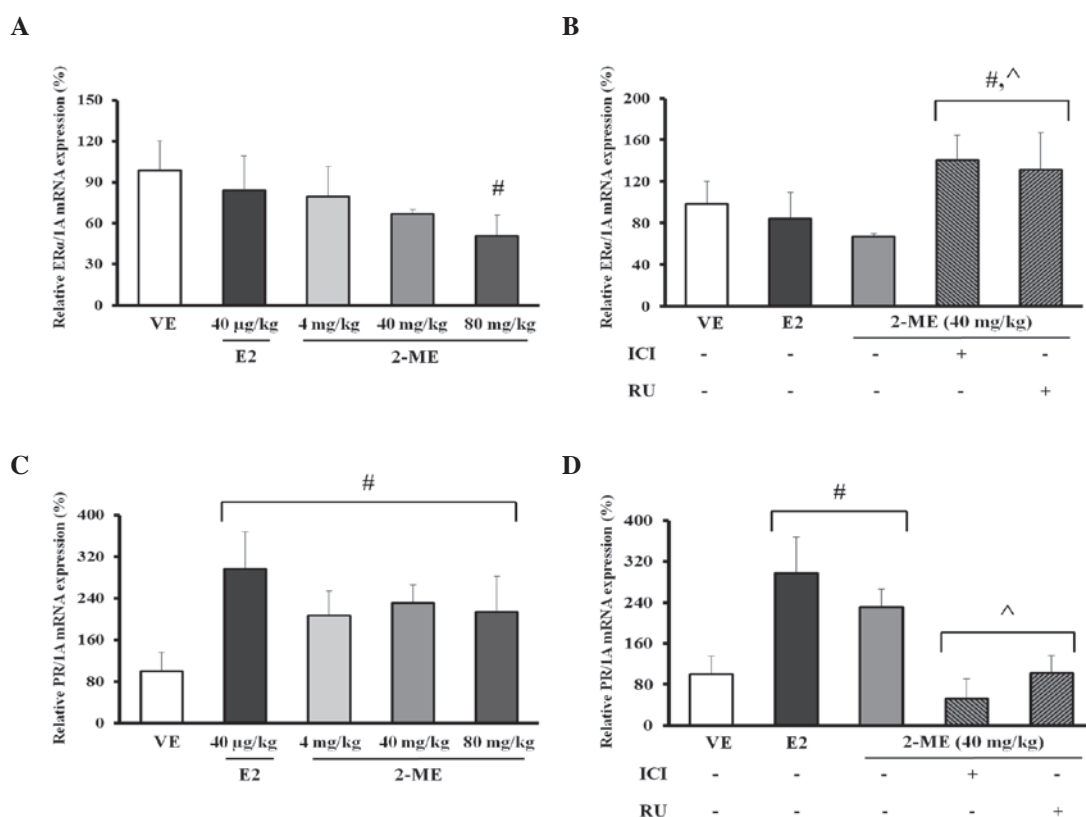 A
Relative ERα/1A mRNA expression (%)
150
120
90
60
30
0
#
VE
40 μg/kg
4 mg/kg
40 mg/kg
80 mg/kg
E2
2-ME
B
Relative ERα/1A mRNA expression (%)
200
160
120
80
40
0
#,^
VE
E2
2-ME (40 mg/kg)
ICI - - - + -
RU - - - - +
C
Relative PR/1A mRNA expression (%)
400
320
240
160
80
0
#
VE
40 μg/kg
4 mg/kg
40 mg/kg
80 mg/kg
E2
2-ME
D
Relative PR/1A mRNA expression (%)
400
320
240
160
80
0
#
^
VE
E2
2-ME (40 mg/kg)
ICI - - - + -
RU - - - - +